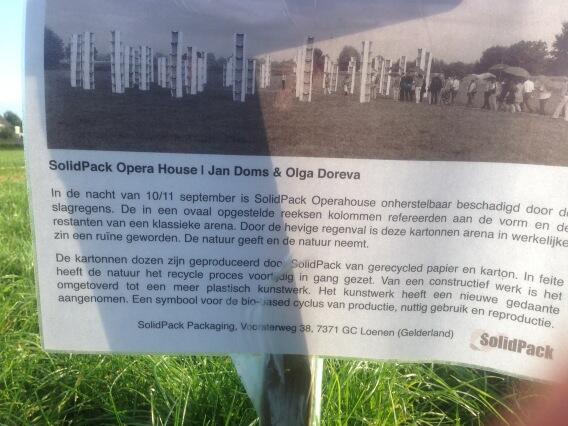 SolidPack Opera House I Jan Doms & Olga Doreva
In de nacht van 10/11 september is SolidPack Operahouse onherstelbaar beschadigd door d
slagregens. De in een ovaal opgestelde reeksen kolommen refereerden aan de vorm en de
restanten van een klassieke arena. Door de hevige regenval is deze kartonnen arena in werkelijke
zin een ruïne geworden. De natuur geeft en de natuur neemt.
De kartonnen dozen zijn geproduceerd door SolidPack van gerecycled papier en karton. In feite
heeft de natuur het recycle proces voortijdig in gang gezet. Van een constructief werk is het
omgetoverd tot een meer plastisch kunstwerk. Het kunstwerk heeft een nieuwe gedaante
aangenomen. Een symbool voor de bio-based cyclus van productie, nuttig gebruik en reproductie.
SolidPack Packaging, Voorsterweg 38, 7371 GC Loenen (Gelderland)
SolidPack